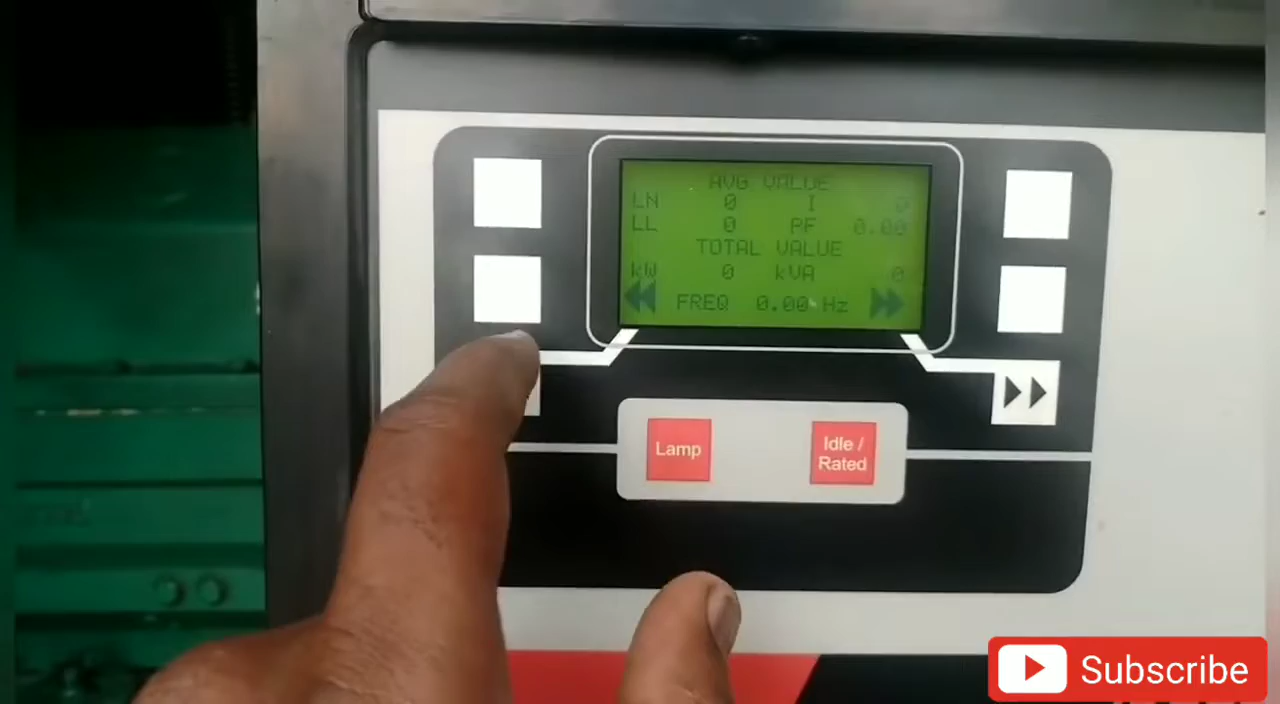 AVG VALUE
LN 0 I 0
LL 0 PF 0.00
TOTAL VALUE
kW 0 kVA 0
FREQ 0.00 Hz
Lamp
Idle /
Rated
Subscribe